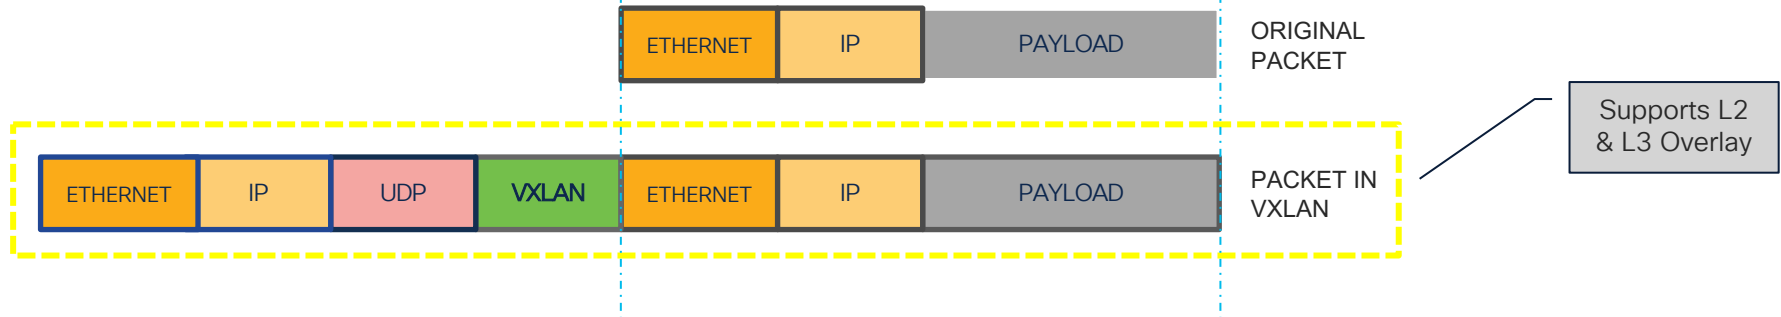 ETHERNET IP PAYLOAD ORIGINAL
PACKET
Supports L2
& L3 Overlay
ETHERNET IP UDP VXLAN ETHERNET IP PAYLOAD PACKET IN
VXLAN